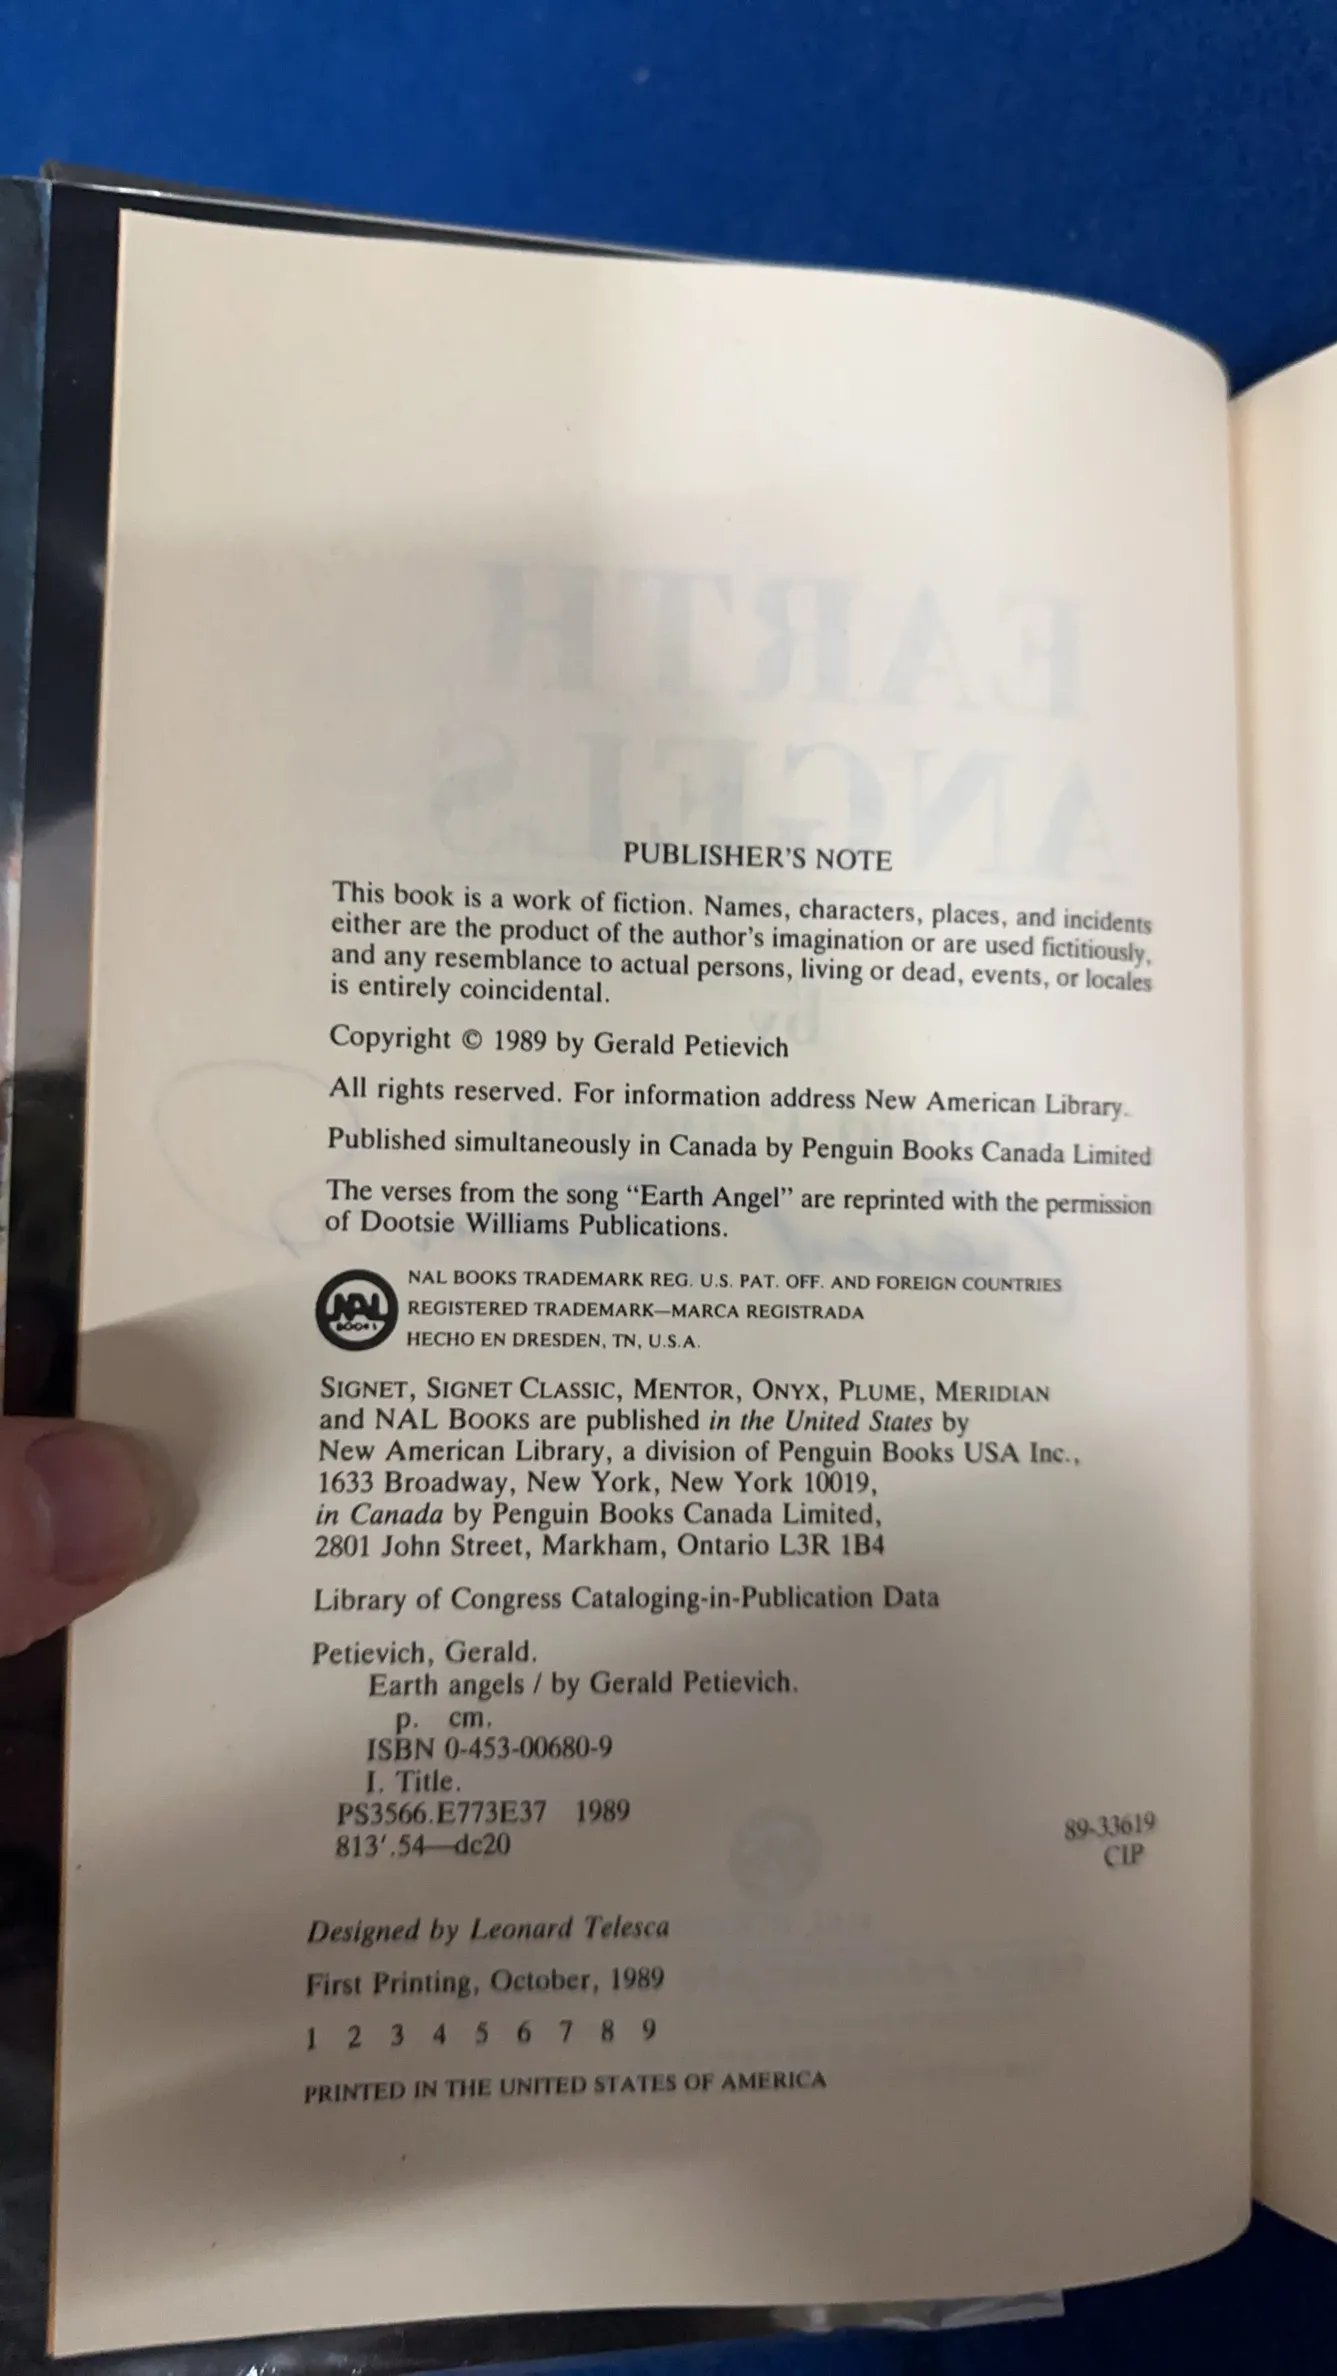 PUBLISHER'S NOTE
This book is a work of fiction. Names, characters, places, and incidents
either are the product of the author's imagination or are used fictitiously,
and any resemblance to actual persons, living or dead, events, or locales
is entirely coincidental.
Copyright © 1989 by Gerald Petievich
All rights reserved. For information address New American Library.
Published simultaneously in Canada by Penguin Books Canada Limited
The verses from the song “Earth Angel” are reprinted with the permission
of Dootsie Williams Publications.
NAL BOOKS
NAL BOOKS TRADEMARK REG. U.S. PAT. OFF. AND FOREIGN COUNTRIES
REGISTERED TRADEMARK—MARCA REGISTRADA
HECHO EN DRESDEN, TN, U.S.A.
SIGNET, SIGNET CLASSIC, MENTOR, ONYX, PLUME, MERIDIAN
and NAL BOOKS are published in the United States by
New American Library, a division of Penguin Books USA Inc.,
1633 Broadway, New York, New York 10019,
in Canada by Penguin Books Canada Limited,
2801 John Street, Markham, Ontario L3R 1B4
Library of Congress Cataloging-in-Publication Data
Petievich, Gerald.
Earth angels / by Gerald Petievich.
p. cm.
ISBN 0-453-00680-9
I. Title.
PS3566.E773E37 1989
813'.54—dc20
89-33619
CIP
Designed by Leonard Telesca
First Printing, October, 1989
1 2 3 4 5 6 7 8 9
PRINTED IN THE UNITED STATES OF AMERICA
EARTH
ANGELS
by